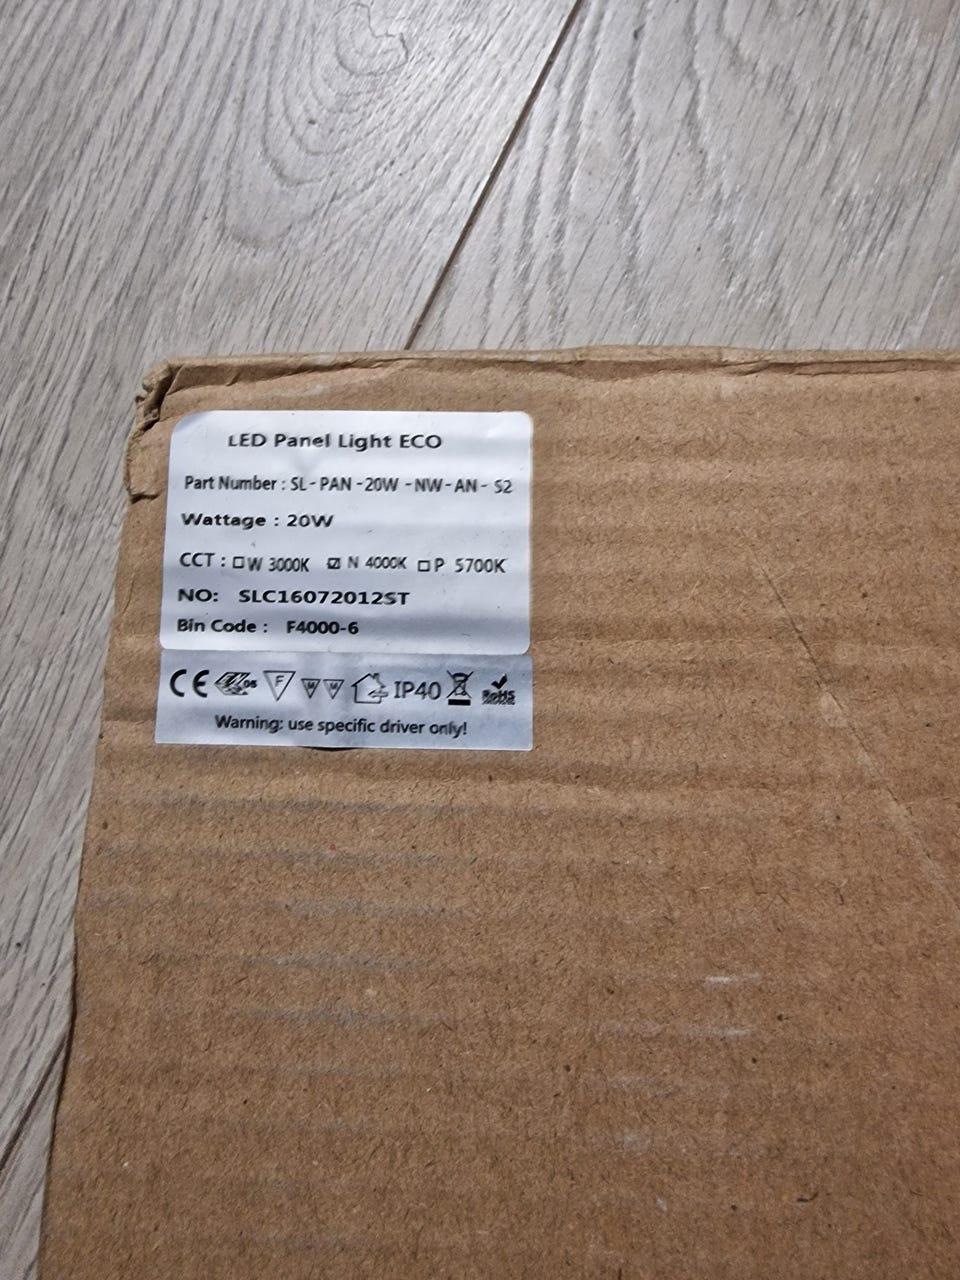 LED Panel Light ECO
Part Number : SL - PAN -20W - NW - AN - S2
Wattage : 20W
CCT : ☐W 3000K ☑ N 4000K ☐ P 5700K
NO: SLC16072012ST
Bin Code : F4000-6
CE 05 F M M IP40 RoHS
Warning: use specific driver only!